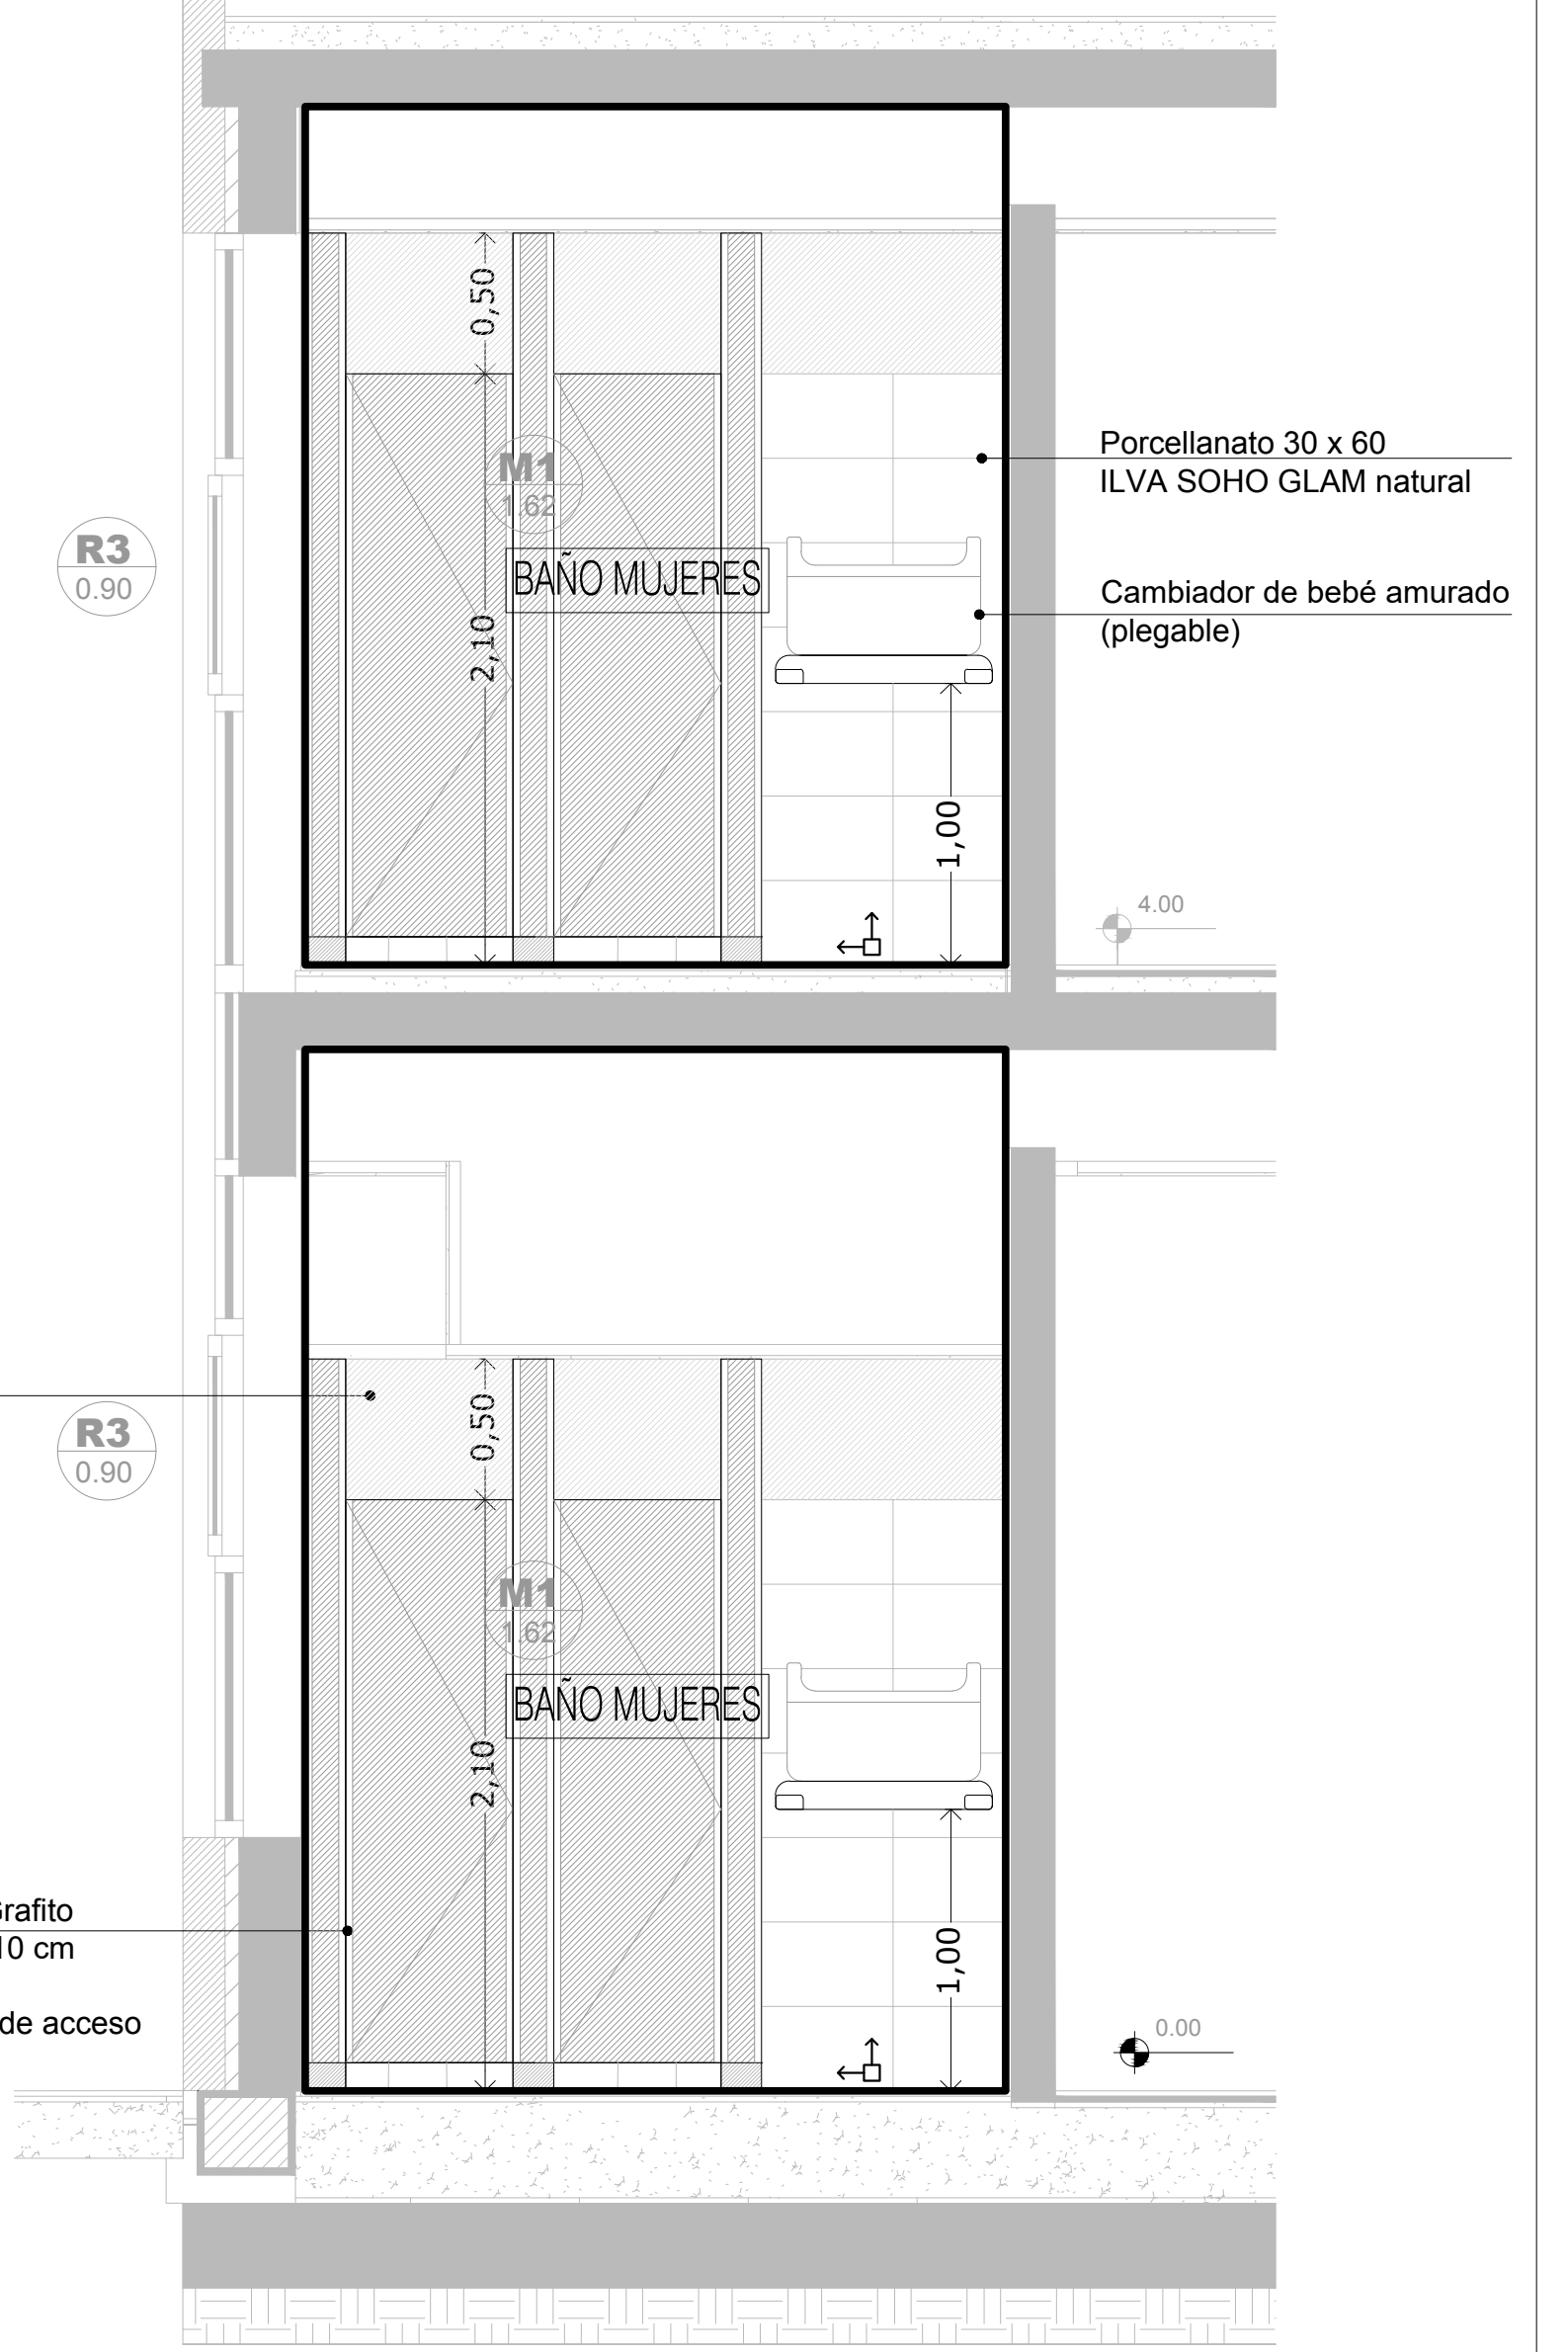 0,50
Porcellanato 30 x 60
ILVA SOHO GLAM natural
M1
1.62
R3
0.90
BAÑO MUJERES
Cambiador de bebé amurado
(plegable)
2,10
1,00
4.00
0,50
R3
0.90
M1
1.62
BAÑO MUJERES
2,10
10 cm
de acceso
1,00
0.00